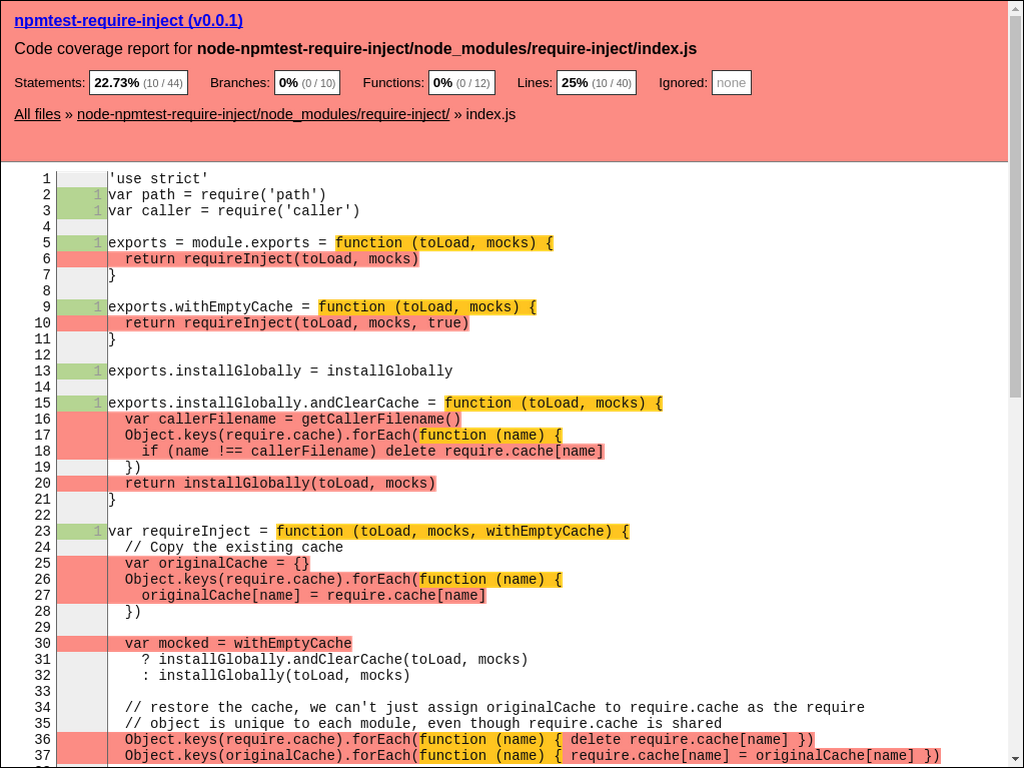 npmtest-require-inject (v0.0.1)
Code coverage report for node-npmtest-require-inject/node_modules/require-inject/index.js
Statements: 22.73% (10 / 44) Branches: 0% (0 / 10) Functions: 0% (0 / 12) Lines: 25% (10 / 40) Ignored: none
All files » node-npmtest-require-inject/node_modules/require-inject/ » index.js
1 'use strict'
2 1 var path = require('path')
3 1 var caller = require('caller')
4
5 1 exports = module.exports = function (toLoad, mocks) {
6   return requireInject(toLoad, mocks)
7 }
8
9 1 exports.withEmptyCache = function (toLoad, mocks) {
10   return requireInject(toLoad, mocks, true)
11 }
12
13 1 exports.installGlobally = installGlobally
14
15 1 exports.installGlobally.andClearCache = function (toLoad, mocks) {
16   var callerFilename = getCallerFilename()
17   Object.keys(require.cache).forEach(function (name) {
18     if (name !== callerFilename) delete require.cache[name]
19   })
20   return installGlobally(toLoad, mocks)
21 }
22
23 1 var requireInject = function (toLoad, mocks, withEmptyCache) {
24   // Copy the existing cache
25   var originalCache = {}
26   Object.keys(require.cache).forEach(function (name) {
27     originalCache[name] = require.cache[name]
28   })
29
30   var mocked = withEmptyCache
31     ? installGlobally.andClearCache(toLoad, mocks)
32     : installGlobally(toLoad, mocks)
33
34   // restore the cache, we can't just assign originalCache to require.cache as the require
35   // object is unique to each module, even though require.cache is shared
36   Object.keys(require.cache).forEach(function (name) { delete require.cache[name] })
37   Object.keys(originalCache).forEach(function (name) { require.cache[name] = originalCache[name] })